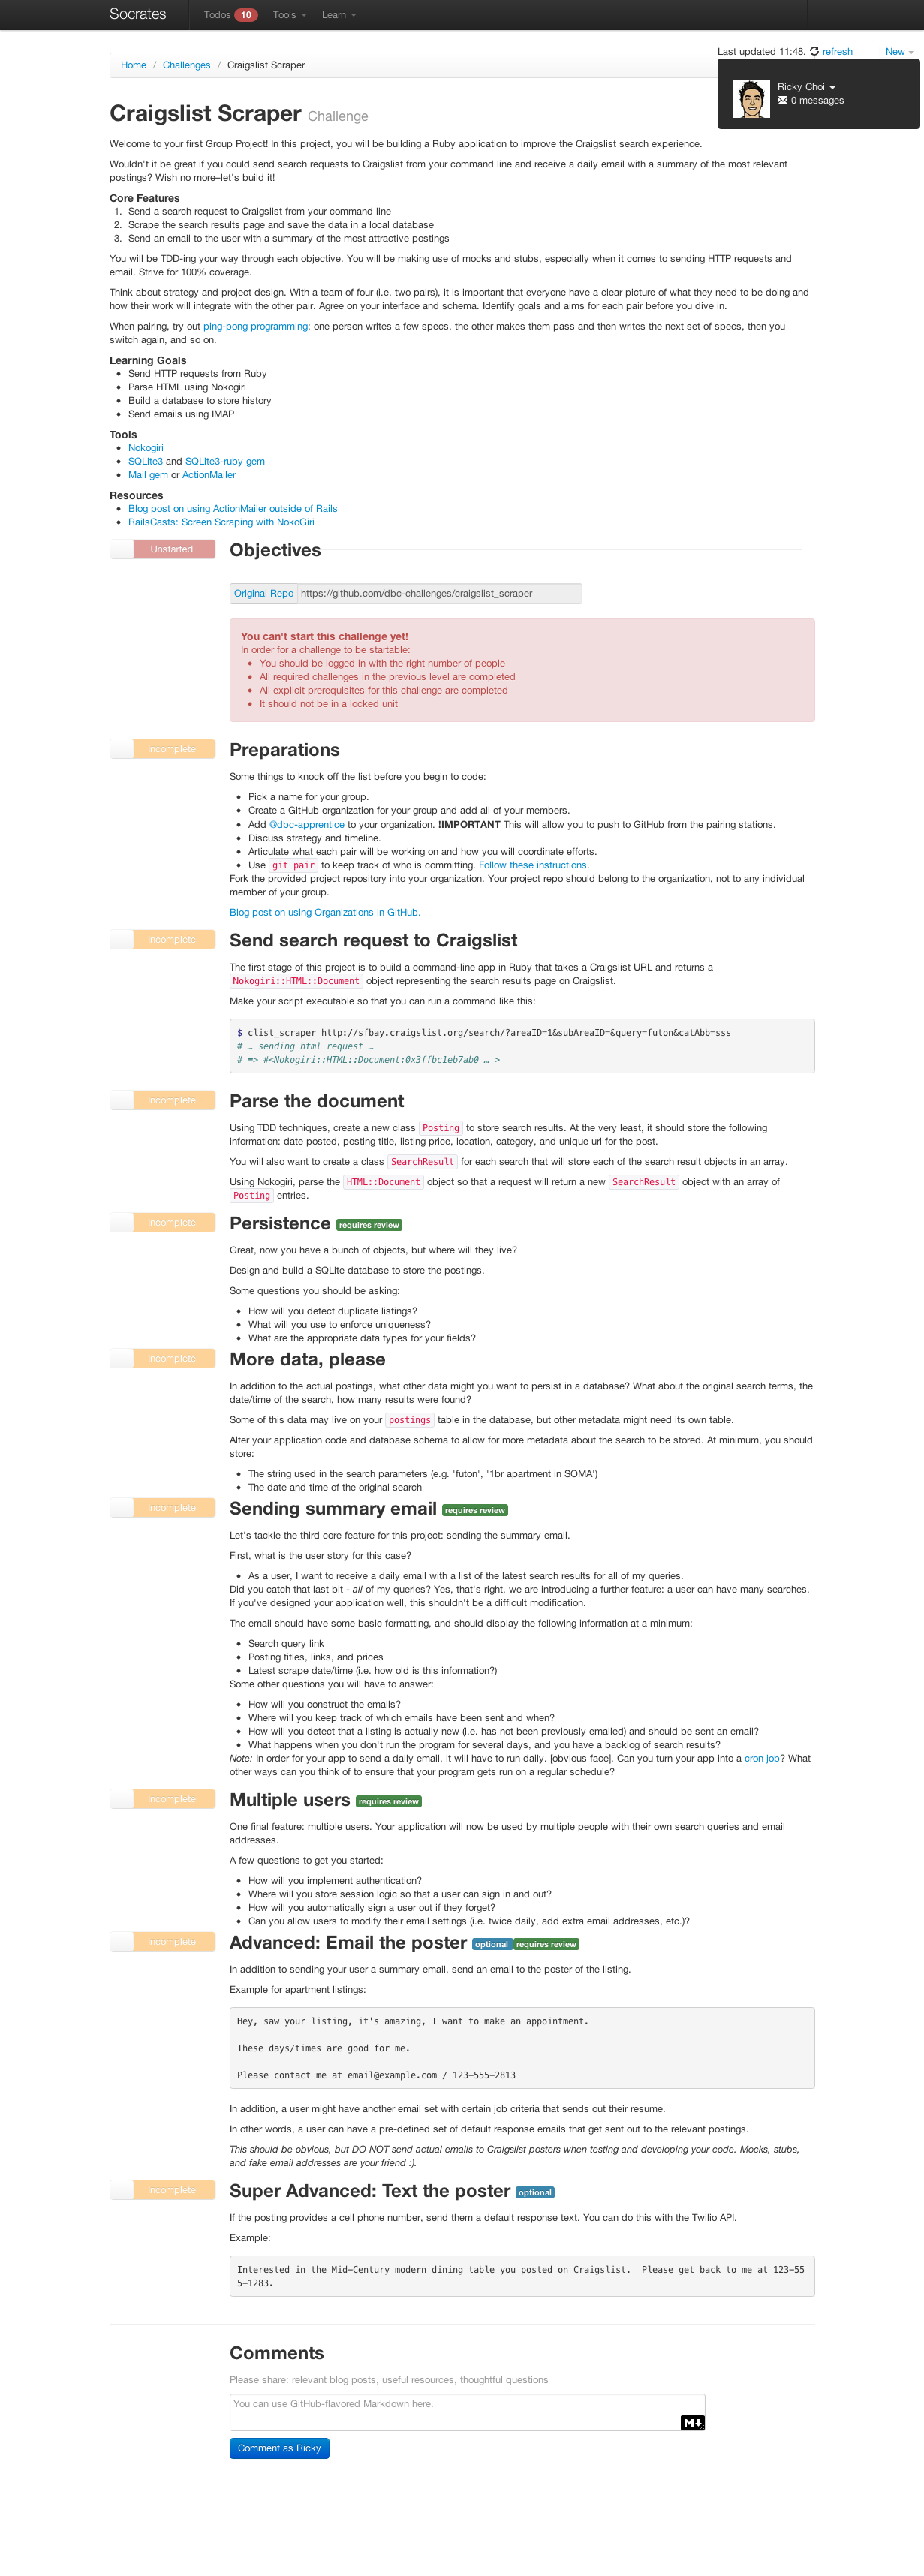 Socrates
Todos 10 Tools Learn
Last updated 11:48. refresh New
Home / Challenges / Craigslist Scraper
Ricky Choi
0 messages
Craigslist Scraper Challenge
Welcome to your first Group Project! In this project, you will be building a Ruby application to improve the Craigslist search experience.
Wouldn't it be great if you could send search requests to Craigslist from your command line and receive a daily email with a summary of the most relevant
postings? Wish no more–let's build it!
Core Features
1. Send a search request to Craigslist from your command line
2. Scrape the search results page and save the data in a local database
3. Send an email to the user with a summary of the most attractive postings
You will be TDD-ing your way through each objective. You will be making use of mocks and stubs, especially when it comes to sending HTTP requests and
email. Strive for 100% coverage.
Think about strategy and project design. With a team of four (i.e. two pairs), it is important that everyone have a clear picture of what they need to be doing and
how their work will integrate with the other pair. Agree on your interface and schema. Identify goals and aims for each pair before you dive in.
When pairing, try out ping-pong programming: one person writes a few specs, the other makes them pass and then writes the next set of specs, then you
switch again, and so on.
Learning Goals
• Send HTTP requests from Ruby
• Parse HTML using Nokogiri
• Build a database to store history
• Send emails using IMAP
Tools
• Nokogiri
• SQLite3 and SQLite3-ruby gem
• Mail gem or ActionMailer
Resources
• Blog post on using ActionMailer outside of Rails
• RailsCasts: Screen Scraping with NokoGiri
Unstarted
Objectives
Original Repo https://github.com/dbc-challenges/craigslist_scraper
You can't start this challenge yet!
In order for a challenge to be startable:
• You should be logged in with the right number of people
• All required challenges in the previous level are completed
• All explicit prerequisites for this challenge are completed
• It should not be in a locked unit
Incomplete
Preparations
Some things to knock off the list before you begin to code:
• Pick a name for your group.
• Create a GitHub organization for your group and add all of your members.
• Add @dbc-apprentice to your organization. !IMPORTANT This will allow you to push to GitHub from the pairing stations.
• Discuss strategy and timeline.
• Articulate what each pair will be working on and how you will coordinate efforts.
• Use git pair to keep track of who is committing. Follow these instructions.
Fork the provided project repository into your organization. Your project repo should belong to the organization, not to any individual
member of your group.
Blog post on using Organizations in GitHub.
Incomplete
Send search request to Craigslist
The first stage of this project is to build a command-line app in Ruby that takes a Craigslist URL and returns a
Nokogiri::HTML::Document object representing the search results page on Craigslist.
Make your script executable so that you can run a command like this:
$ clist_scraper http://sfbay.craigslist.org/search/?areaID=1&subAreaID=&query=futon&catAbb=sss
# … sending html request …
# => #<Nokogiri::HTML::Document:0x3ffbc1eb7ab0 … >
Incomplete
Parse the document
Using TDD techniques, create a new class Posting to store search results. At the very least, it should store the following
information: date posted, posting title, listing price, location, category, and unique url for the post.
You will also want to create a class SearchResult for each search that will store each of the search result objects in an array.
Using Nokogiri, parse the HTML::Document object so that a request will return a new SearchResult object with an array of
Posting entries.
Incomplete
Persistence requires review
Great, now you have a bunch of objects, but where will they live?
Design and build a SQLite database to store the postings.
Some questions you should be asking:
• How will you detect duplicate listings?
• What will you use to enforce uniqueness?
• What are the appropriate data types for your fields?
Incomplete
More data, please
In addition to the actual postings, what other data might you want to persist in a database? What about the original search terms, the
date/time of the search, how many results were found?
Some of this data may live on your postings table in the database, but other metadata might need its own table.
Alter your application code and database schema to allow for more metadata about the search to be stored. At minimum, you should
store:
• The string used in the search parameters (e.g. 'futon', '1br apartment in SOMA')
• The date and time of the original search
Incomplete
Sending summary email requires review
Let's tackle the third core feature for this project: sending the summary email.
First, what is the user story for this case?
• As a user, I want to receive a daily email with a list of the latest search results for all of my queries.
Did you catch that last bit - all of my queries? Yes, that's right, we are introducing a further feature: a user can have many searches.
If you've designed your application well, this shouldn't be a difficult modification.
The email should have some basic formatting, and should display the following information at a minimum:
• Search query link
• Posting titles, links, and prices
• Latest scrape date/time (i.e. how old is this information?)
Some other questions you will have to answer:
• How will you construct the emails?
• Where will you keep track of which emails have been sent and when?
• How will you detect that a listing is actually new (i.e. has not been previously emailed) and should be sent an email?
• What happens when you don't run the program for several days, and you have a backlog of search results?
Note: In order for your app to send a daily email, it will have to run daily. [obvious face]. Can you turn your app into a cron job? What
other ways can you think of to ensure that your program gets run on a regular schedule?
Incomplete
Multiple users requires review
One final feature: multiple users. Your application will now be used by multiple people with their own search queries and email
addresses.
A few questions to get you started:
• How will you implement authentication?
• Where will you store session logic so that a user can sign in and out?
• How will you automatically sign a user out if they forget?
• Can you allow users to modify their email settings (i.e. twice daily, add extra email addresses, etc.)?
Incomplete
Advanced: Email the poster optional requires review
In addition to sending your user a summary email, send an email to the poster of the listing.
Example for apartment listings:
Hey, saw your listing, it's amazing, I want to make an appointment.
These days/times are good for me.
Please contact me at email@example.com / 123-555-2813
In addition, a user might have another email set with certain job criteria that sends out their resume.
In other words, a user can have a pre-defined set of default response emails that get sent out to the relevant postings.
This should be obvious, but DO NOT send actual emails to Craigslist posters when testing and developing your code. Mocks, stubs,
and fake email addresses are your friend :).
Incomplete
Super Advanced: Text the poster optional
If the posting provides a cell phone number, send them a default response text. You can do this with the Twilio API.
Example:
Interested in the Mid-Century modern dining table you posted on Craigslist.  Please get back to me at 123-55
5-1283.
Comments
Please share: relevant blog posts, useful resources, thoughtful questions
You can use GitHub-flavored Markdown here.
M↓
Comment as Ricky